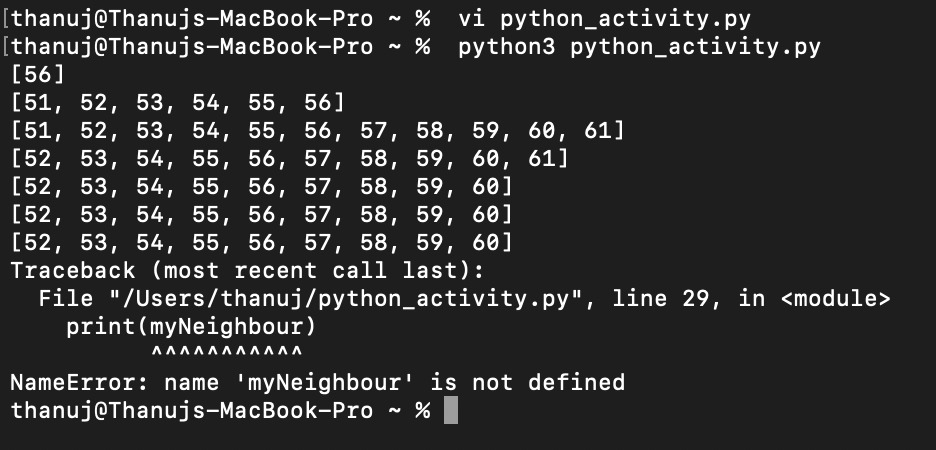 [thanuj@Thanujs-MacBook-Pro ~ %  vi python_activity.py
[thanuj@Thanujs-MacBook-Pro ~ %  python3 python_activity.py
[56]
[51, 52, 53, 54, 55, 56]
[51, 52, 53, 54, 55, 56, 57, 58, 59, 60, 61]
[52, 53, 54, 55, 56, 57, 58, 59, 60, 61]
[52, 53, 54, 55, 56, 57, 58, 59, 60]
[52, 53, 54, 55, 56, 57, 58, 59, 60]
[52, 53, 54, 55, 56, 57, 58, 59, 60]
Traceback (most recent call last):
  File "/Users/thanuj/python_activity.py", line 29, in <module>
    print(myNeighbour)
          ^^^^^^^^^^^
NameError: name 'myNeighbour' is not defined
thanuj@Thanujs-MacBook-Pro ~ %